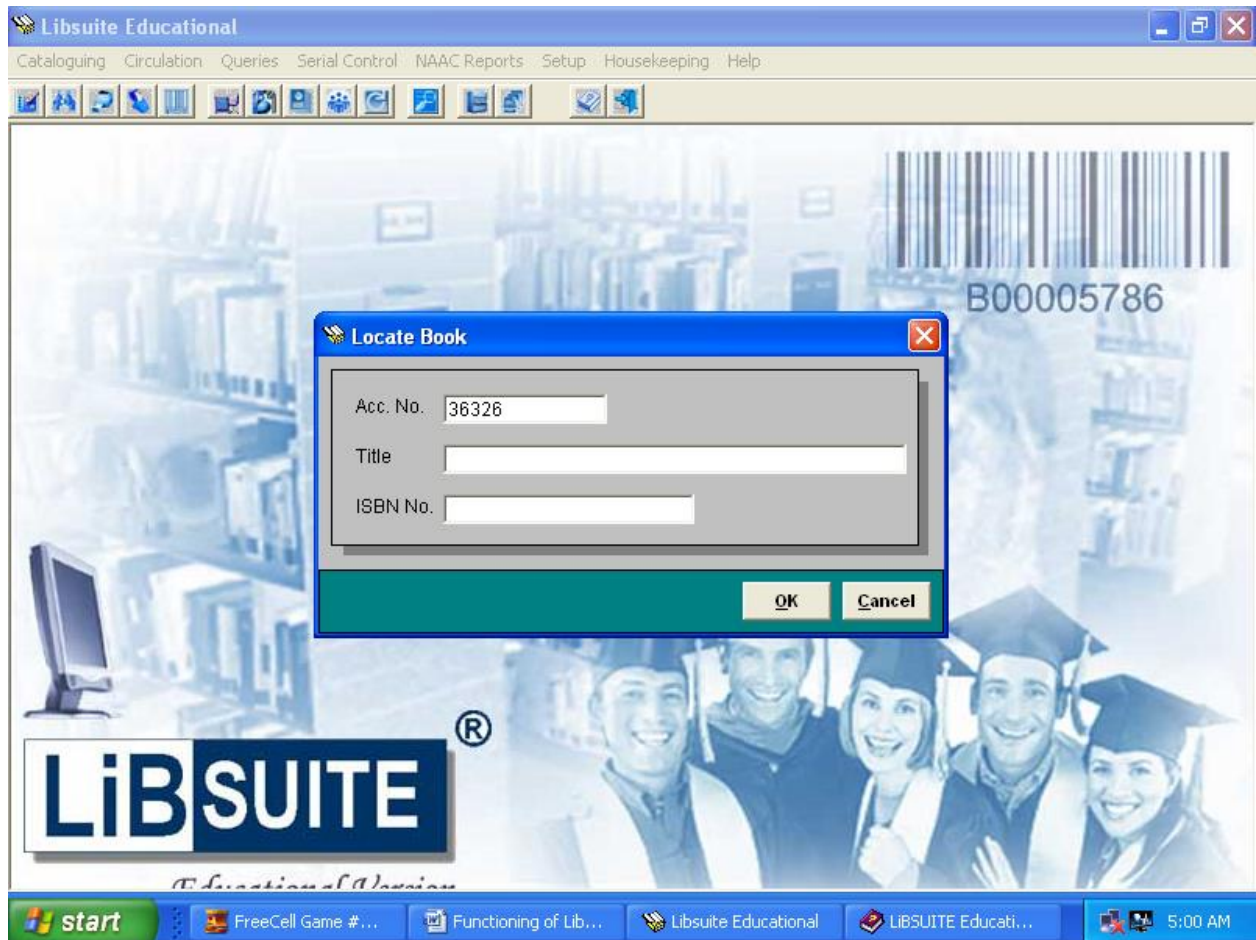 Libsuite Educational
Cataloguing Circulation Queries Serial Control NAAC Reports Setup Housekeeping Help
B00005786
Locate Book
Acc. No. 36326
Title
ISBN No.
OK Cancel
®
LiBSUITE
Educational Version
start FreeCell Game #... Functioning of Lib... Libsuite Educational LiBSUITE Educati... 5:00 AM